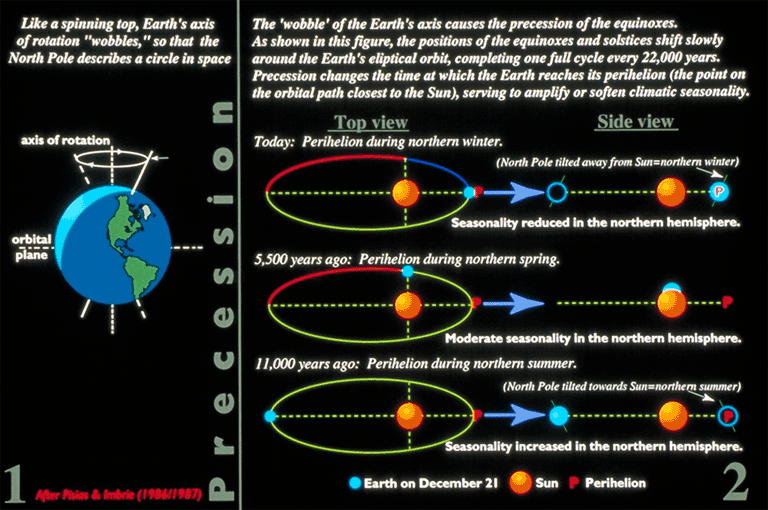 Like a spinning top, Earth's axis
of rotation "wobbles," so that the
North Pole describes a circle in space
axis of rotation
orbital
plane
1
After Pisias & Imbrie (1986/1987)
Precession
The 'wobble' of the Earth's axis causes the precession of the equinoxes.
As shown in this figure, the positions of the equinoxes and solstices shift slowly
around the Earth's eliptical orbit, completing one full cycle every 22,000 years.
Precession changes the time at which the Earth reaches its perihelion (the point on
the orbital path closest to the Sun), serving to amplify or soften climatic seasonality.
Top view
Side view
Today: Perihelion during northern winter.
(North Pole tilted away from Sun=northern winter)
P
P
Seasonality reduced in the northern hemisphere.
5,500 years ago: Perihelion during northern spring.
P
P
Moderate seasonality in the northern hemisphere.
11,000 years ago: Perihelion during northern summer.
(North Pole tilted towards Sun=northern summer)
P
P
Seasonality increased in the northern hemisphere.
Earth on December 21 Sun P Perihelion
2